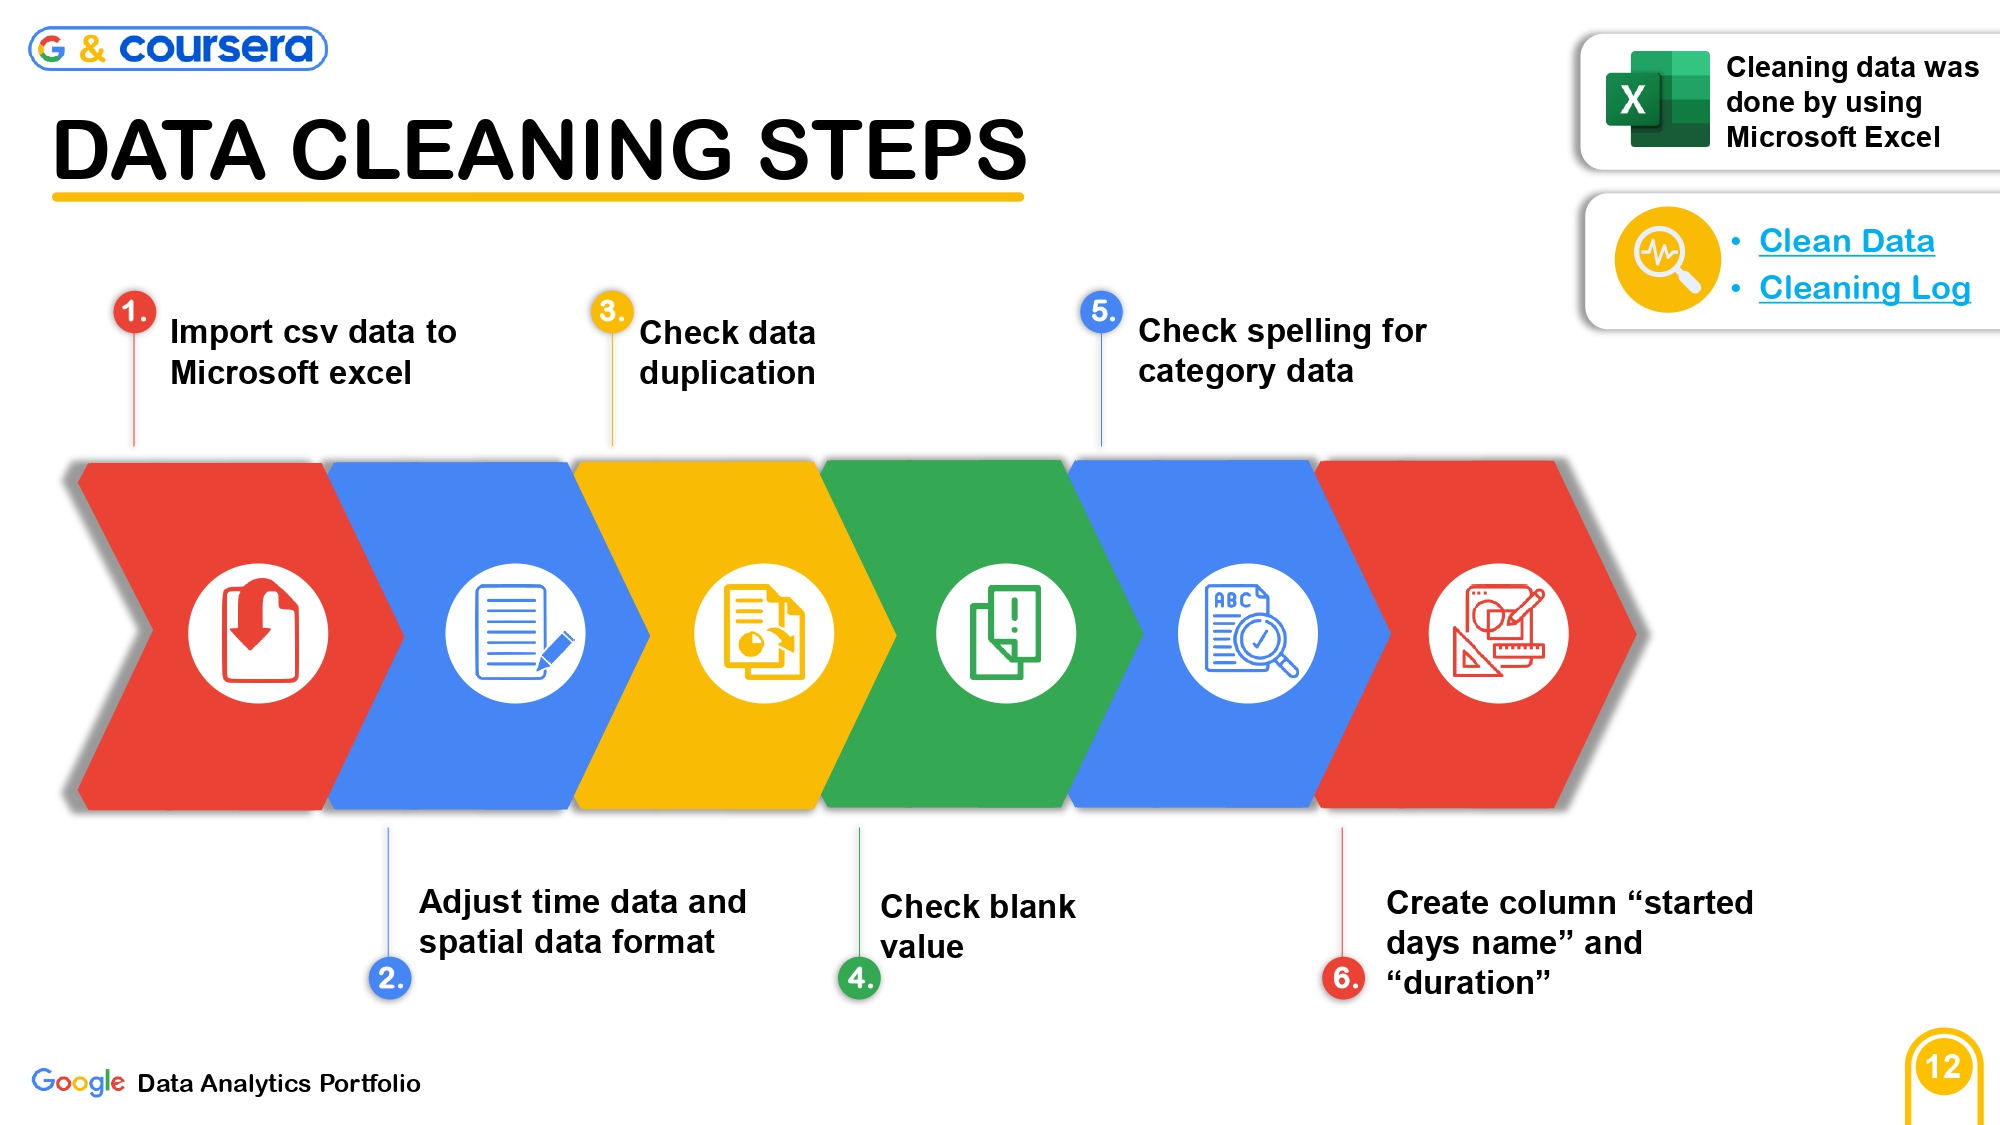 G & coursera
DATA CLEANING STEPS
X
Cleaning data was
done by using
Microsoft Excel
• Clean Data
• Cleaning Log
1.
Import csv data to
Microsoft excel
3.
Check data
duplication
5.
Check spelling for
category data
ABC
Adjust time data and
spatial data format
2.
Check blank
value
4.
Create column “started
days name” and
“duration”
6.
Google Data Analytics Portfolio
12